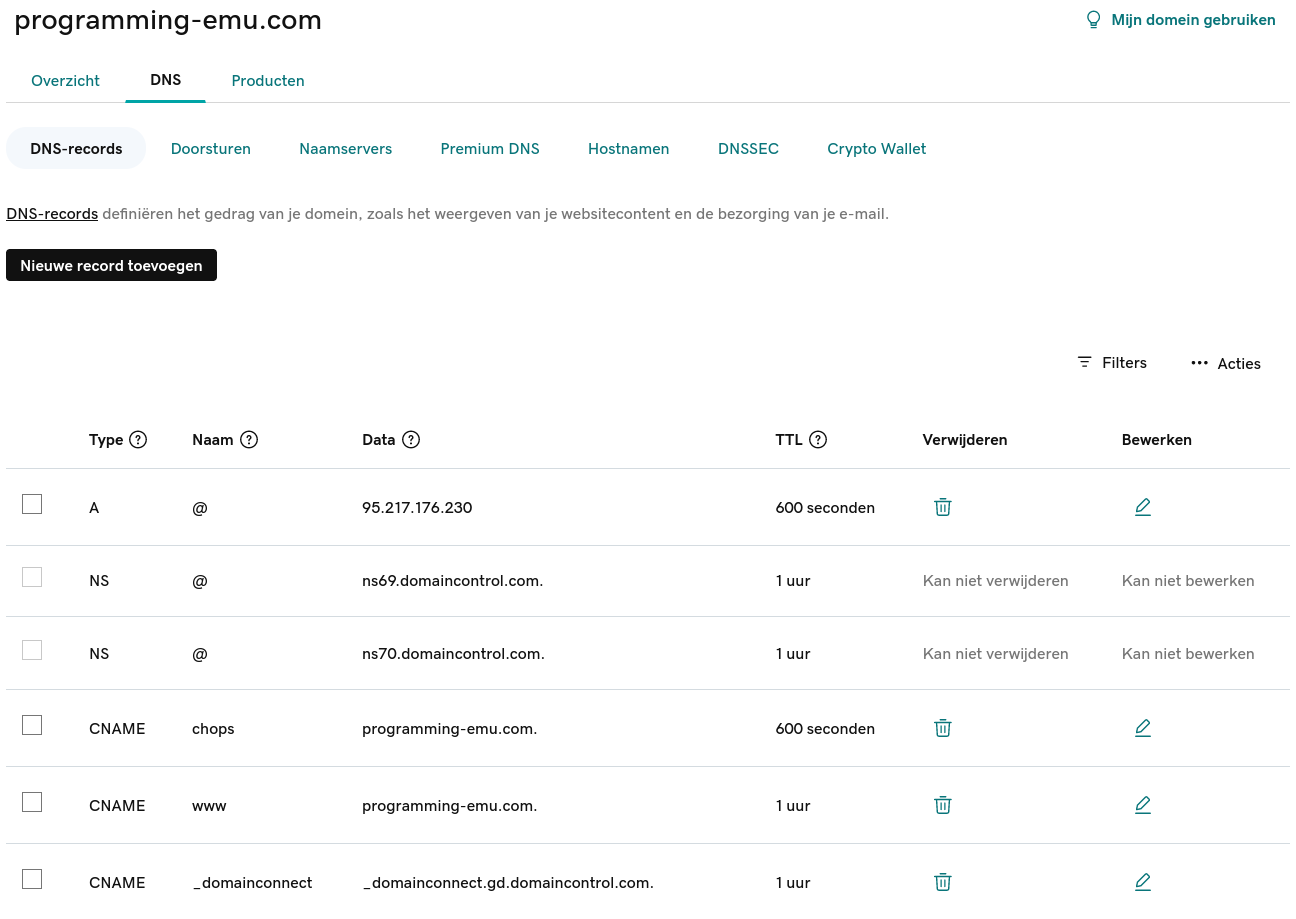 programming-emu.com
Mijn domein gebruiken
Overzicht DNS Producten
DNS-records Doorsturen Naamservers Premium DNS Hostnamen DNSSEC Crypto Wallet
DNS-records definiëren het gedrag van je domein, zoals het weergeven van je websitecontent en de bezorging van je e-mail.
Nieuwe record toevoegen
Filters Acties
Type Naam Data TTL Verwijderen Bewerken
A @ 95.217.176.230 600 seconden
NS @ ns69.domaincontrol.com. 1 uur Kan niet verwijderen Kan niet bewerken
NS @ ns70.domaincontrol.com. 1 uur Kan niet verwijderen Kan niet bewerken
CNAME chops programming-emu.com. 600 seconden
CNAME www programming-emu.com. 1 uur
CNAME _domainconnect _domainconnect.gd.domaincontrol.com. 1 uur